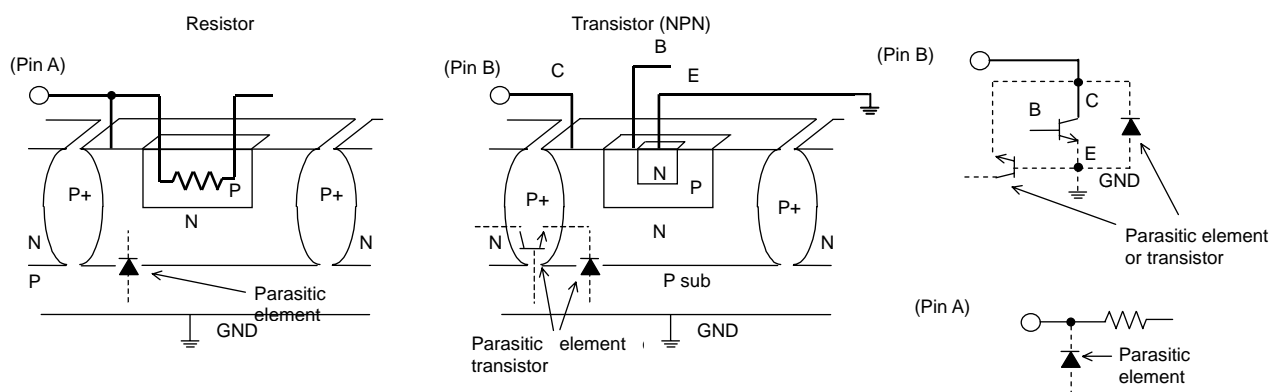 Resistor
(Pin A)
P+
P
N
P+
N
N
P
Parasitic
element
GND
Transistor (NPN)
B
(Pin B)
C
E
N
P
P+
N
P+
N
N
P sub
Parasitic element
transistor
GND
(Pin B)
C
B
E
GND
Parasitic element
or transistor
(Pin A)
Parasitic
element